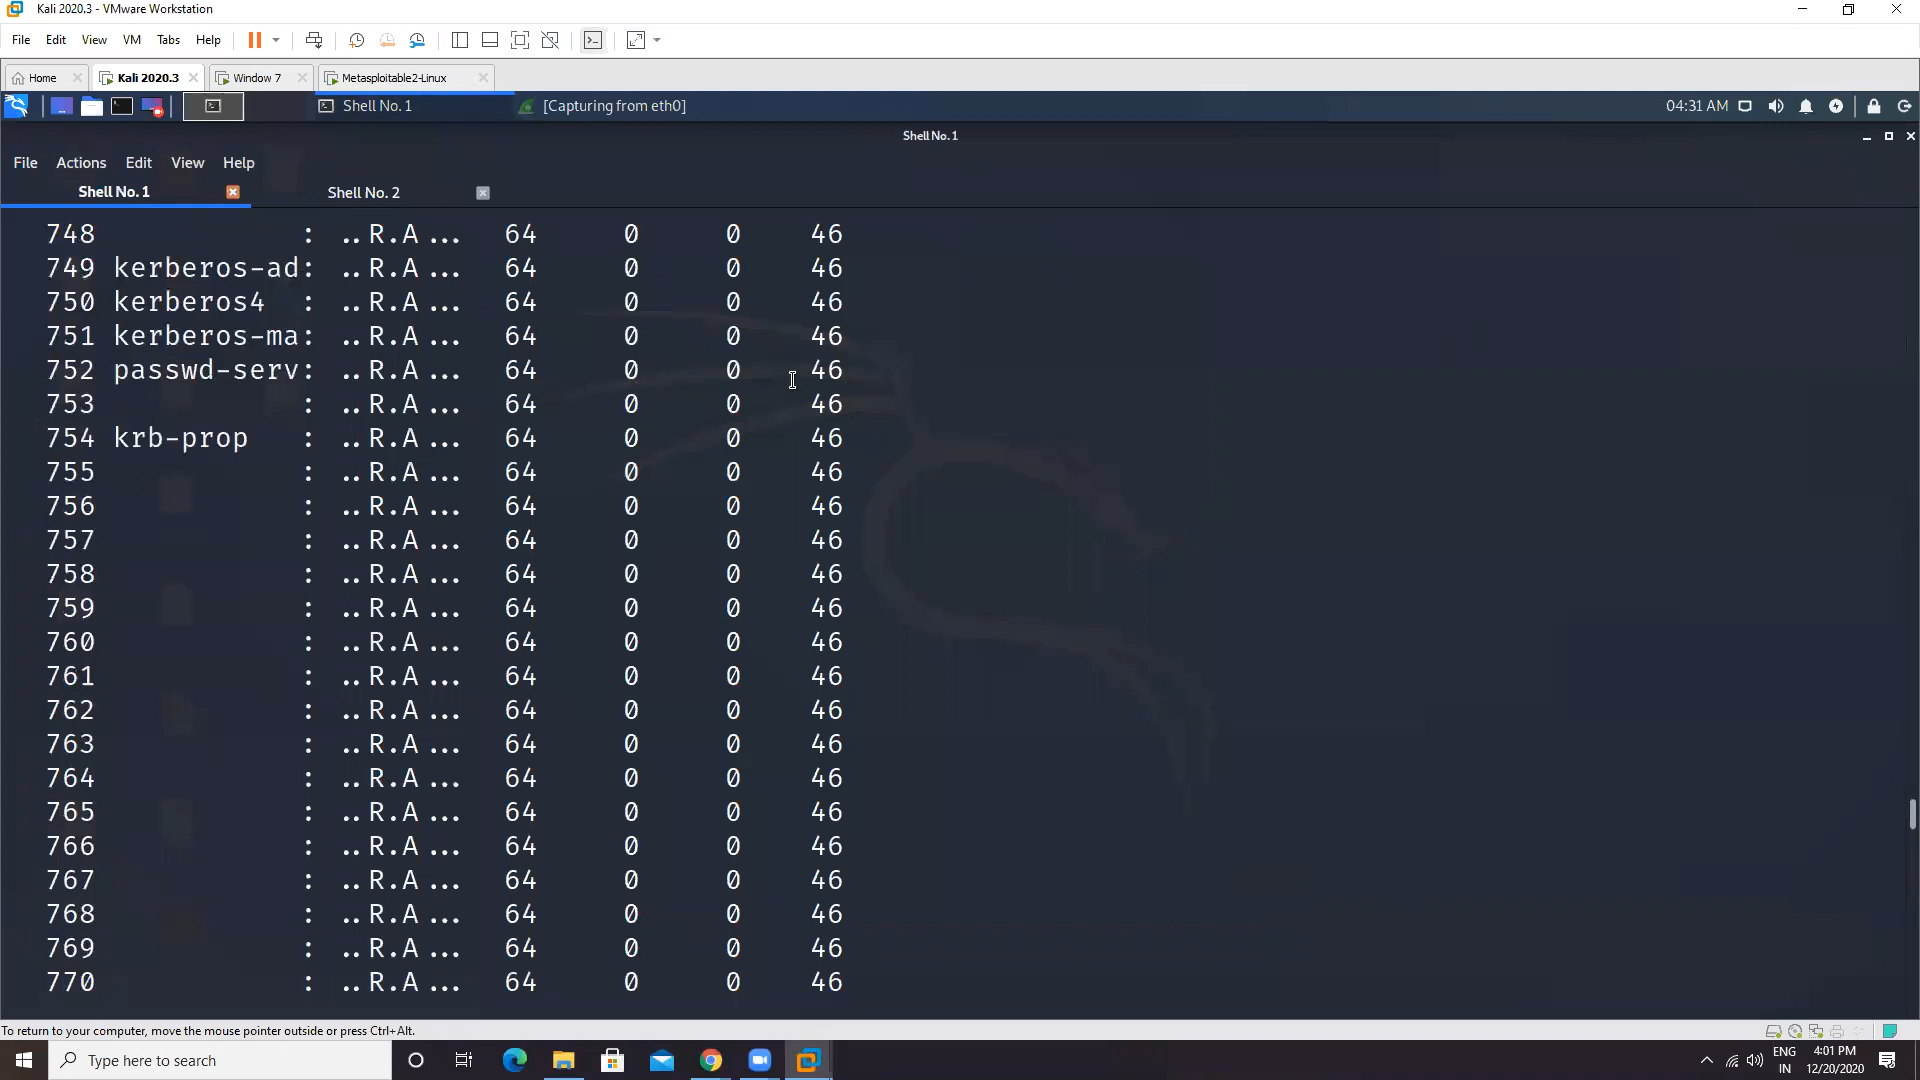 Kali 2020.3 - VMware Workstation
File Edit View VM Tabs Help
Home Kali 2020.3 Window 7 Metasploitable2-Linux
Shell No. 1 [Capturing from eth0] 04:31 AM
Shell No. 1
File Actions Edit View Help
Shell No. 1 Shell No. 2
748 : ..R.A... 64 0 0 46
749 kerberos-ad: ..R.A... 64 0 0 46
750 kerberos4 : ..R.A... 64 0 0 46
751 kerberos-ma: ..R.A... 64 0 0 46
752 passwd-serv: ..R.A... 64 0 0 46
753 : ..R.A... 64 0 0 46
754 krb-prop : ..R.A... 64 0 0 46
755 : ..R.A... 64 0 0 46
756 : ..R.A... 64 0 0 46
757 : ..R.A... 64 0 0 46
758 : ..R.A... 64 0 0 46
759 : ..R.A... 64 0 0 46
760 : ..R.A... 64 0 0 46
761 : ..R.A... 64 0 0 46
762 : ..R.A... 64 0 0 46
763 : ..R.A... 64 0 0 46
764 : ..R.A... 64 0 0 46
765 : ..R.A... 64 0 0 46
766 : ..R.A... 64 0 0 46
767 : ..R.A... 64 0 0 46
768 : ..R.A... 64 0 0 46
769 : ..R.A... 64 0 0 46
770 : ..R.A... 64 0 0 46
To return to your computer, move the mouse pointer outside or press Ctrl+Alt.
Type here to search
ENG 4:01 PM
IN 12/20/2020